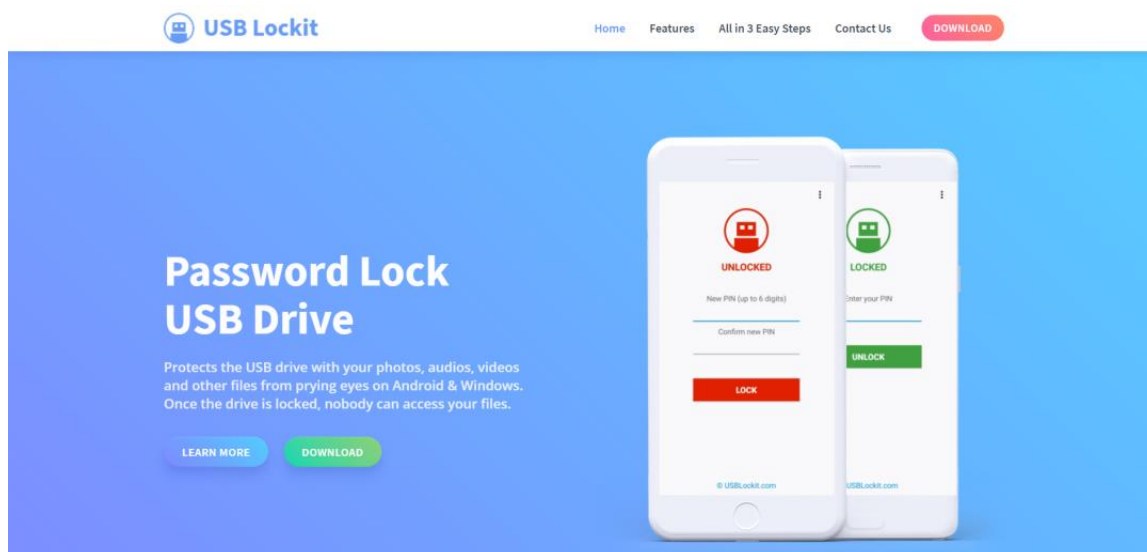 USB Lockit
Home Features All in 3 Easy Steps Contact Us DOWNLOAD
Password Lock
USB Drive
Protects the USB drive with your photos, audios, videos
and other files from prying eyes on Android & Windows.
Once the drive is locked, nobody can access your files.
LEARN MORE DOWNLOAD
UNLOCKED
New PIN (up to 6 digits)
Confirm new PIN
LOCK
© USBLockit.com
LOCKED
Enter your PIN
UNLOCK
USBLockit.com